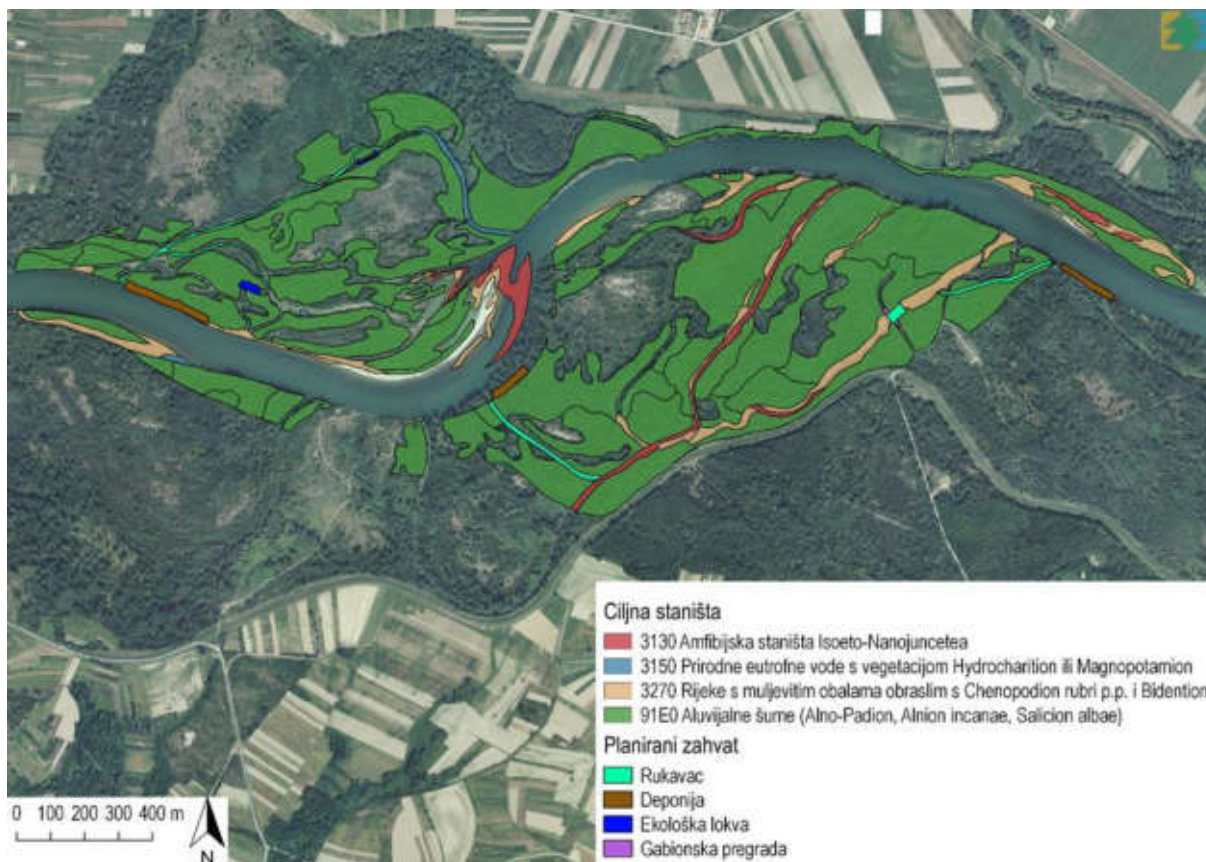 Ciljna staništa
3130 Amfibijska staništa Isoeto-Nanojuncetea
3150 Prirodne eutrofne vode s vegetacijom Hydrocharition ili Magnopotamion
3270 Rijeke s muljevitim obalama obraslim s Chenopodion rubri p.p. i Bidention
91E0 Aluvijalne šume (Alno-Padion, Alnion incanae, Salicion albae)
Planirani zahvat
Rukavac
Deponija
Ekološka lokva
Gabionska pregrada
0 100 200 300 400 m
N